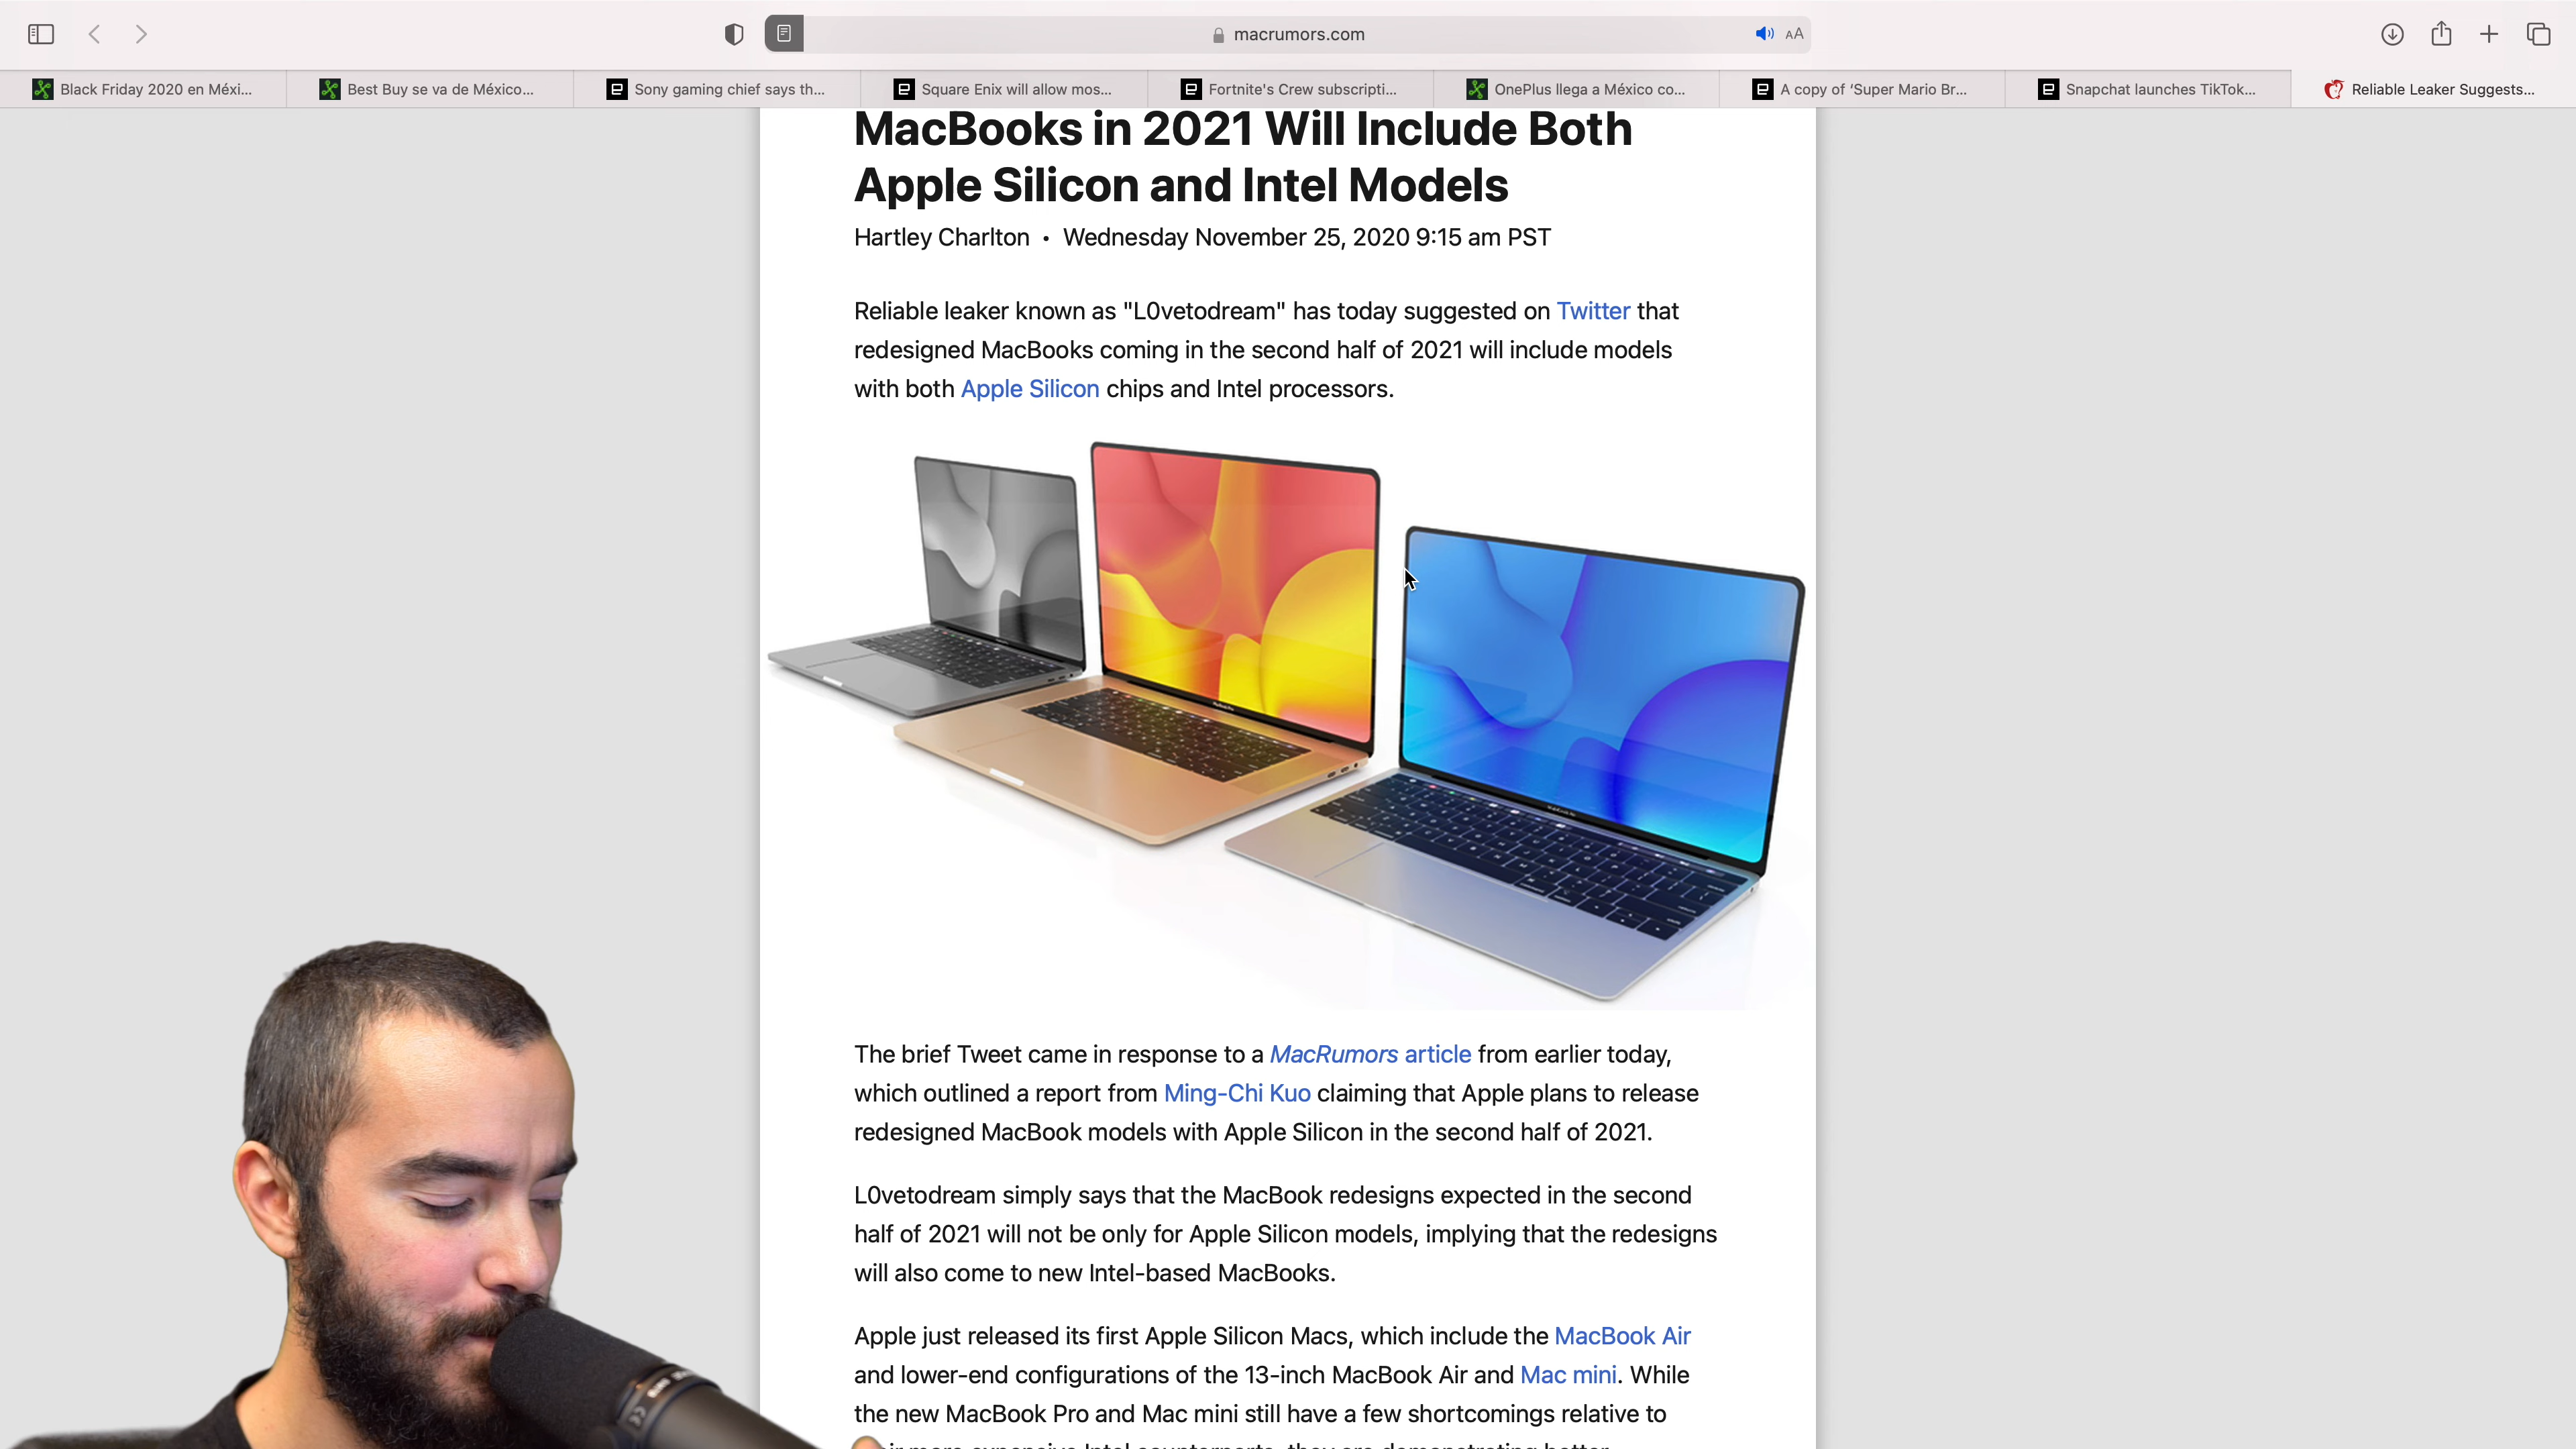 macrumors.com
AA
Black Friday 2020 en Méxi...
Best Buy se va de México...
Sony gaming chief says th...
Square Enix will allow mos...
Fortnite's Crew subscripti...
OnePlus llega a México co...
A copy of ‘Super Mario Br...
Snapchat launches TikTok...
Reliable Leaker Suggests...
MacBooks in 2021 Will Include Both
Apple Silicon and Intel Models
Hartley Charlton • Wednesday November 25, 2020 9:15 am PST
Reliable leaker known as "L0vetodream" has today suggested on Twitter that
redesigned MacBooks coming in the second half of 2021 will include models
with both Apple Silicon chips and Intel processors.
The brief Tweet came in response to a MacRumors article from earlier today,
which outlined a report from Ming-Chi Kuo claiming that Apple plans to release
redesigned MacBook models with Apple Silicon in the second half of 2021.
L0vetodream simply says that the MacBook redesigns expected in the second
half of 2021 will not be only for Apple Silicon models, implying that the redesigns
will also come to new Intel-based MacBooks.
Apple just released its first Apple Silicon Macs, which include the MacBook Air
and lower-end configurations of the 13-inch MacBook Air and Mac mini. While
the new MacBook Pro and Mac mini still have a few shortcomings relative to
more expensive Intel counterparts, they are demonstrating better